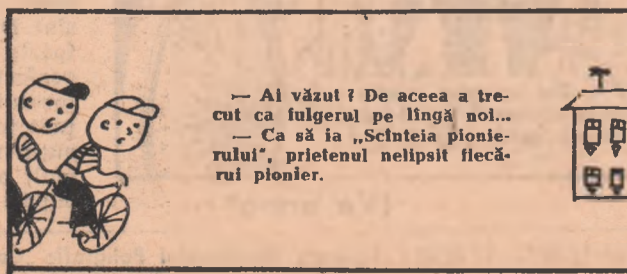 — Ai văzut ? De aceea a tre-
cut ca fulgerul pe lîngă noi...
— Ca să ia „Scînteia pionie-
rului", prietenul nelipsit fiecă-
rui pionier.